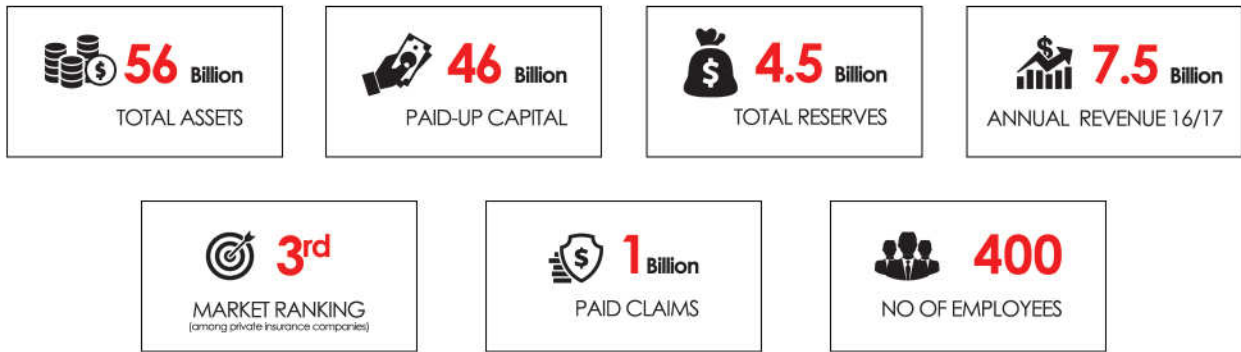 56 Billion
TOTAL ASSETS
46 Billion
PAID-UP CAPITAL
4.5 Billion
TOTAL RESERVES
7.5 Billion
ANNUAL REVENUE 16/17
3rd
MARKET RANKING
(among private insurance companies)
1 Billion
PAID CLAIMS
400
NO OF EMPLOYEES